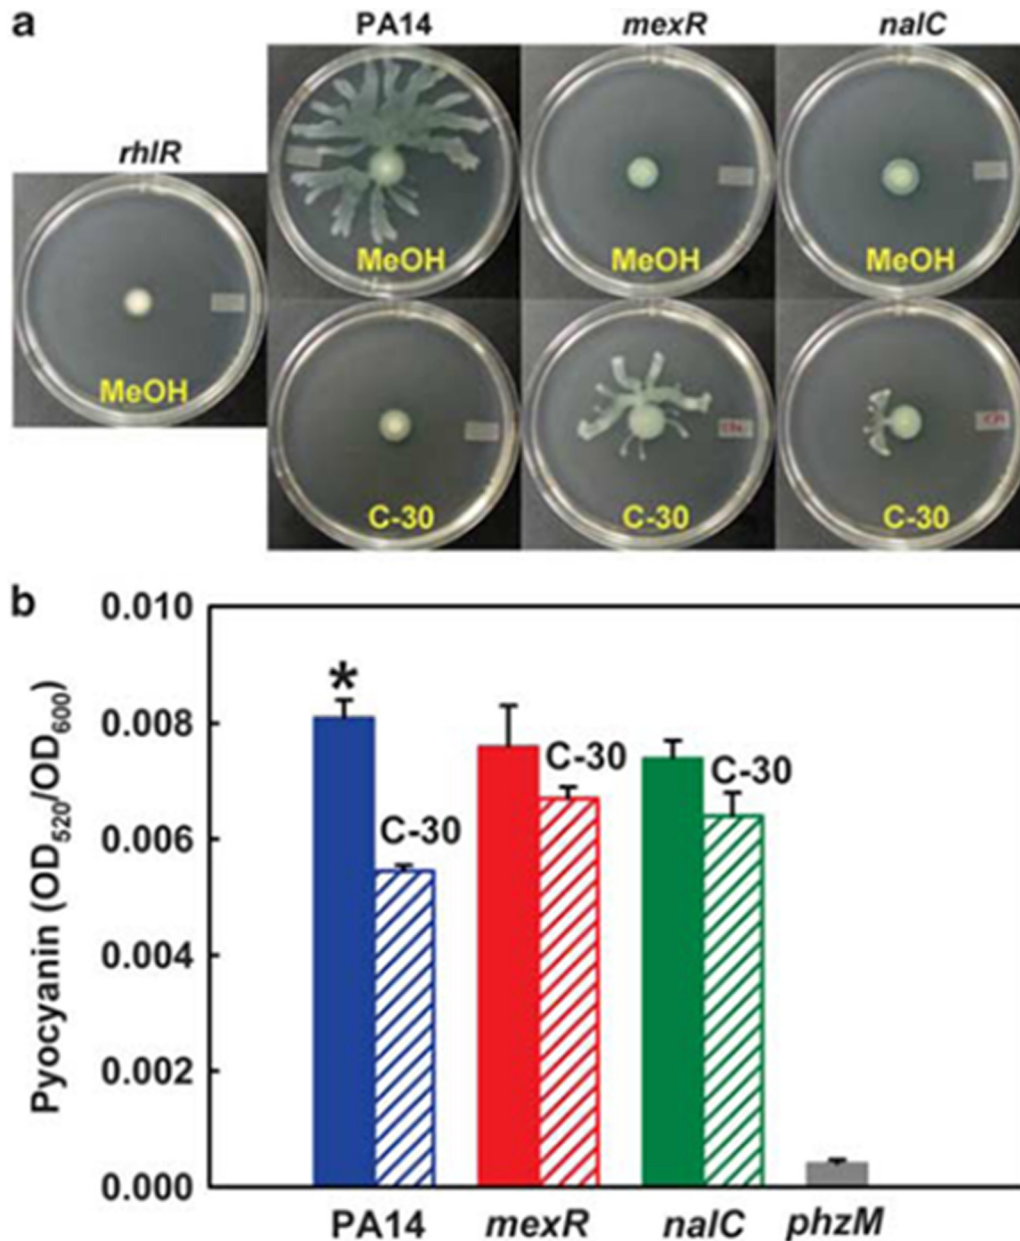 a
PA14 mexR nalC
rhlR
MeOH MeOH MeOH
MeOH
C-30 C-30 C-30
b
0.010
0.008
0.006
0.004
0.002
0.000
Pyocyanin (OD520/OD600)
*
C-30
C-30
C-30
PA14 mexR nalC phzM